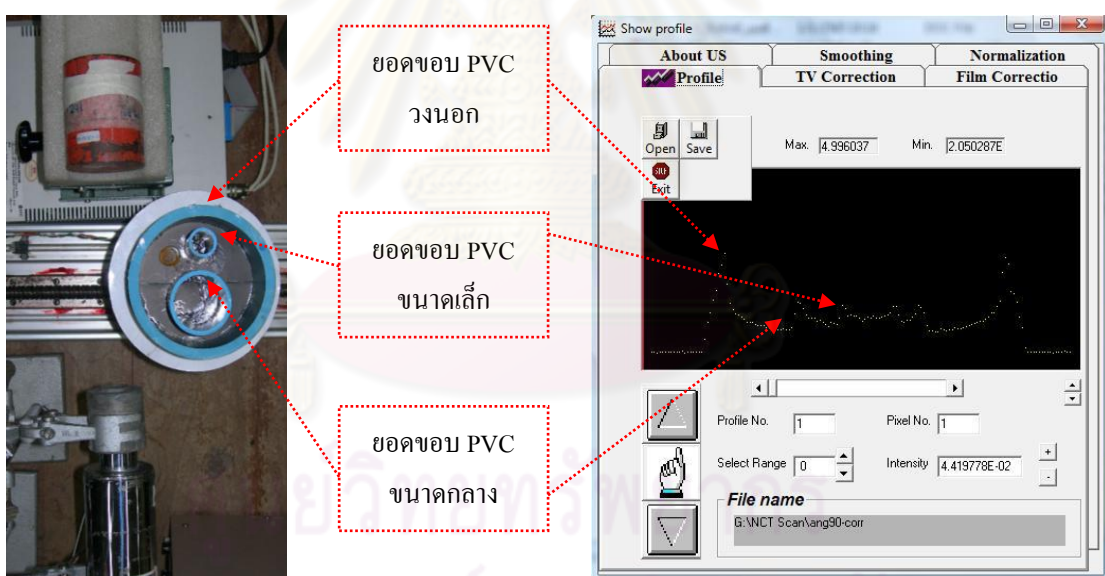 ยอดขอบ PVC
วงนอก
ยอดขอบ PVC
ขนาดเล็ก
ยอดขอบ PVC
ขนาดกลาง
Show profile
About US
Smoothing
Normalization
Profile
TV Correction
Film Correctio
Open
Save
Exit
Max. 4.996037
Min. 2.050287E
Profile No. 1
Pixel No. 1
Select Range 0
Intensity 4.419778E-02
+
-
File name
G:\NCT Scan\ang90-corr